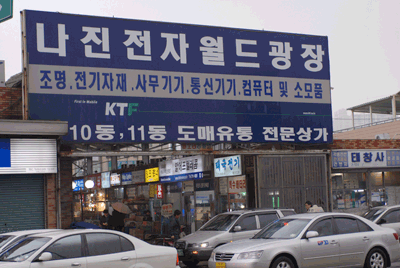 나진전자월드광장
조명.전기자재.사무기기.통신기기.컴퓨터 및 소모품
KTF
10동, 11동 도매유통 전문상가
태창사